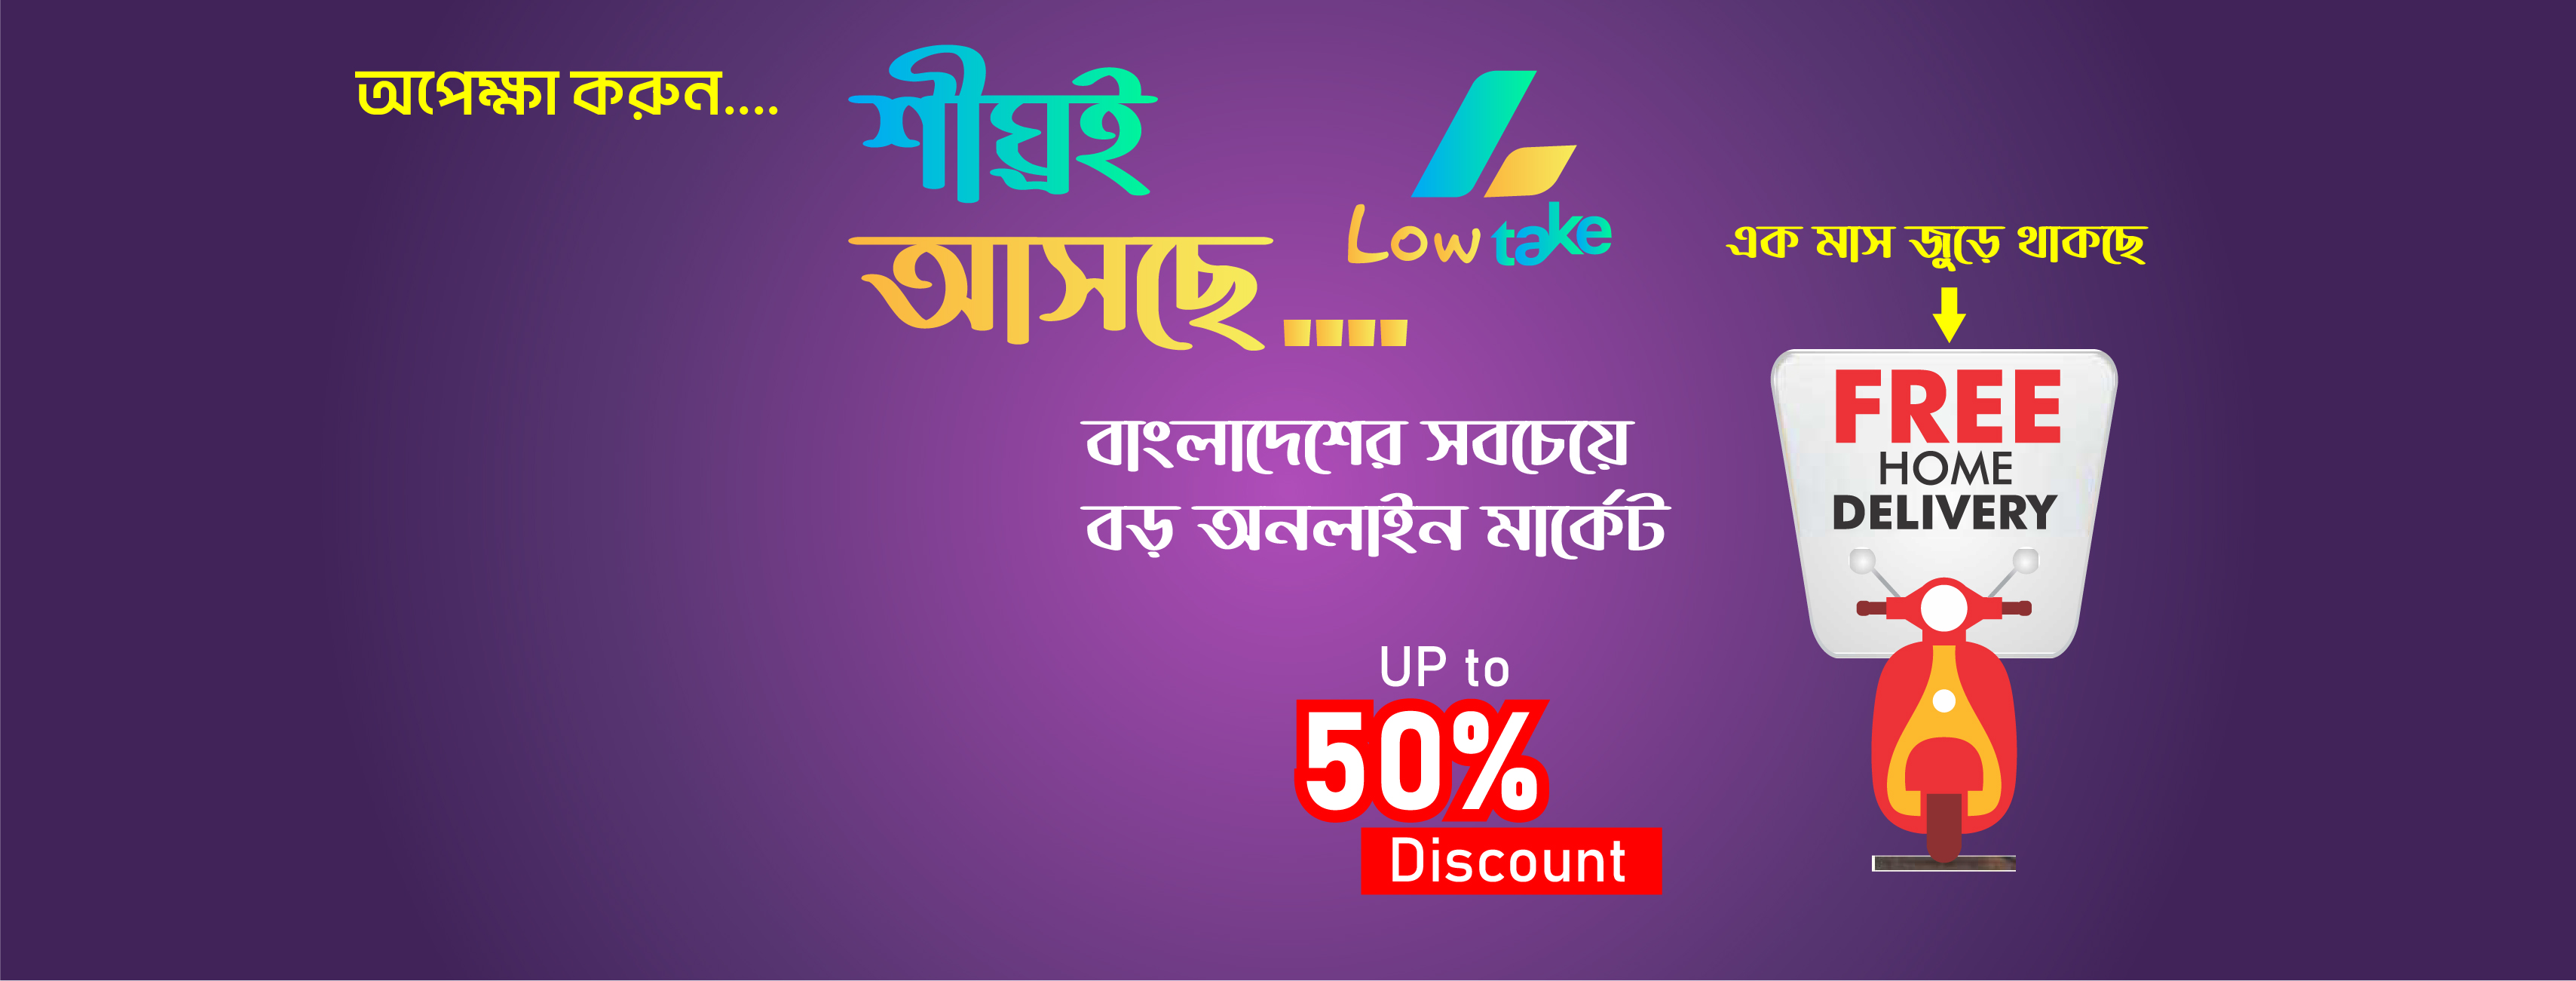 অপেক্ষা করুন....
শীঘ্রই
আসছে....
Low take
বাংলাদেশের সবচেয়ে
বড় অনলাইন মার্কেট
UP to
50%
Discount
এক মাস জুড়ে থাকছে
FREE
HOME
DELIVERY